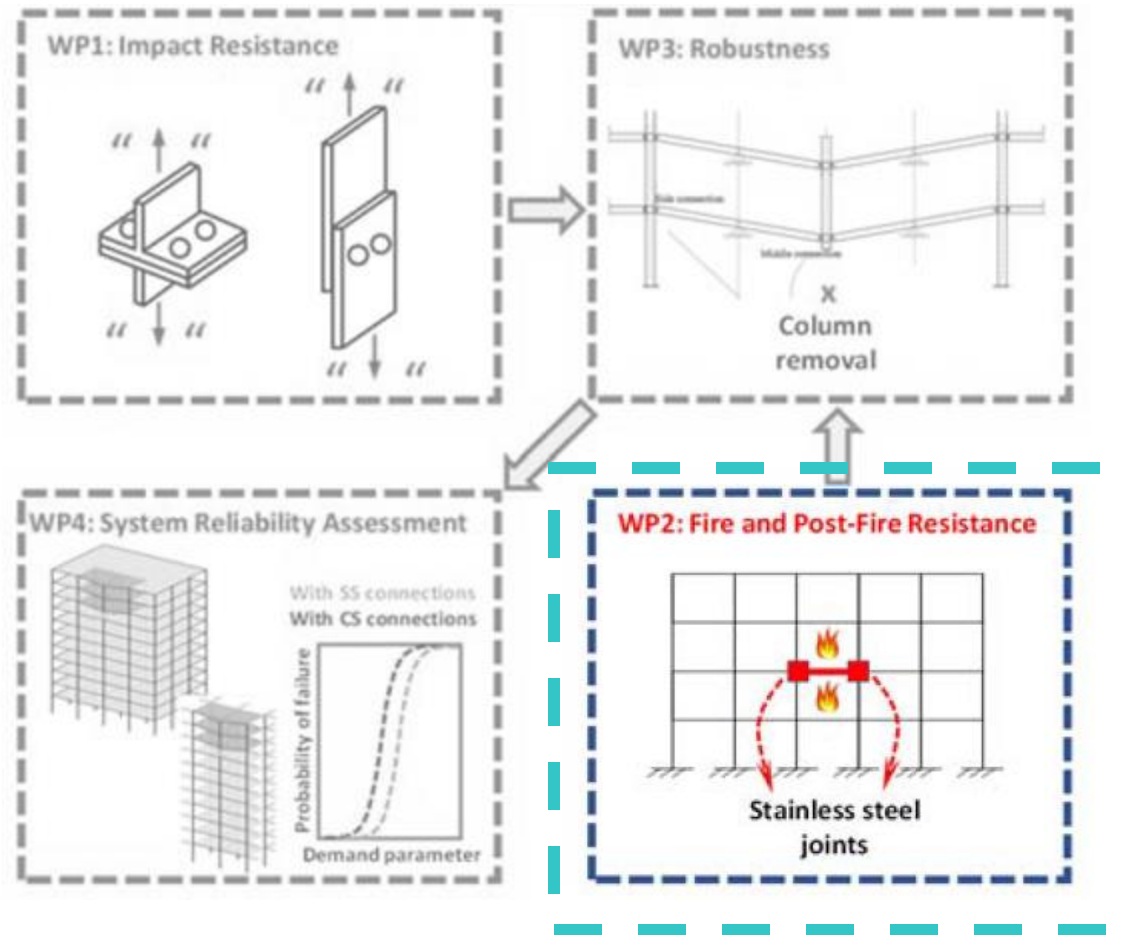 WP1: Impact Resistance
WP3: Robustness
Side connection
Middle connection
X
Column
removal
WP4: System Reliability Assessment
With SS connections
With CS connections
Probability of failure
Demand parameter
WP2: Fire and Post-Fire Resistance
Stainless steel
joints